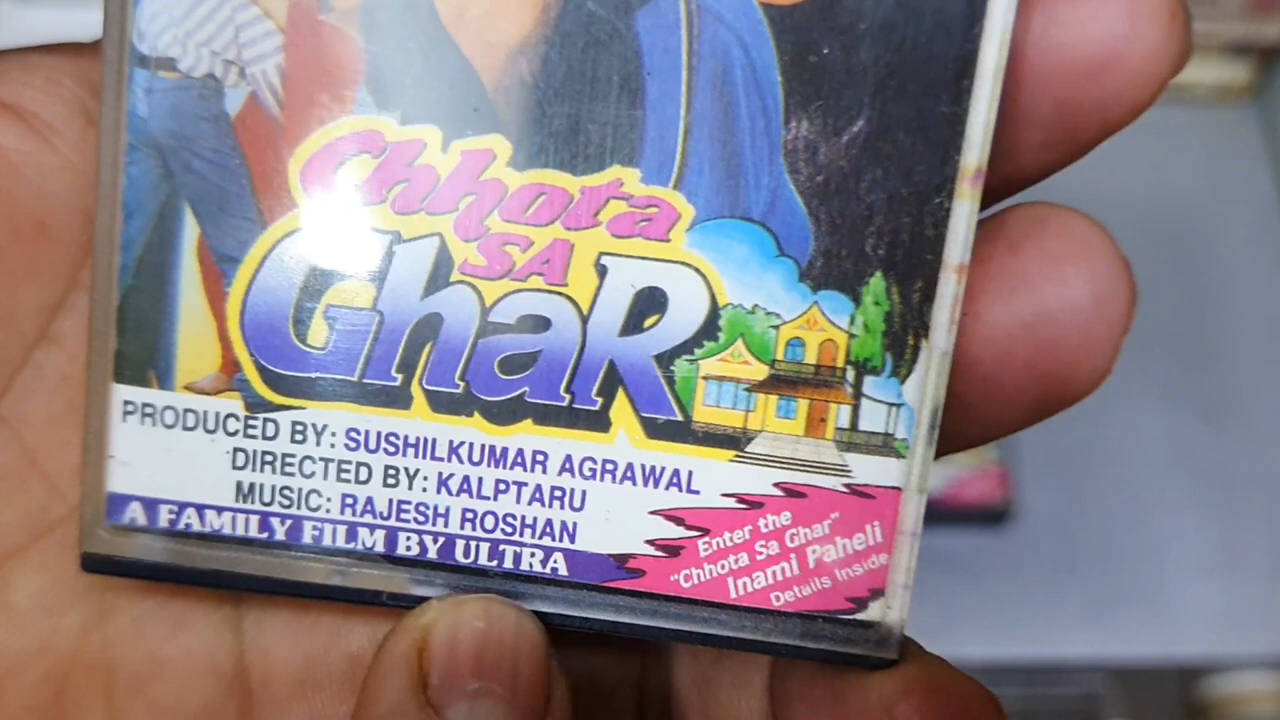 Chhota
SA
GhaR
PRODUCED BY: SUSHILKUMAR AGRAWAL
DIRECTED BY: KALPTARU
MUSIC: RAJESH ROSHAN
A FAMILY FILM BY ULTRA
Enter the
"Chhota Sa Ghar"
Inami Paheli
Details Inside